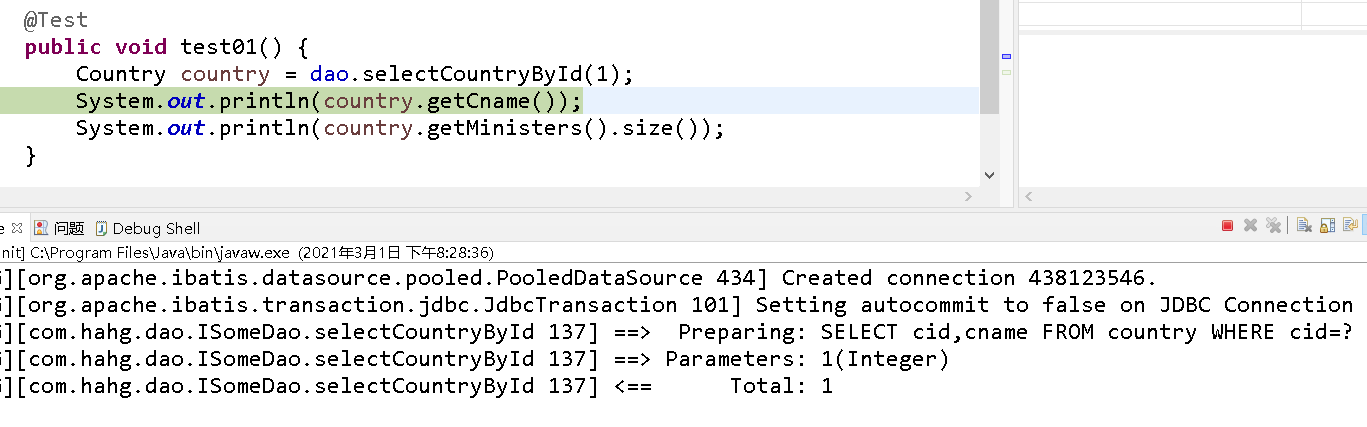 @Test
public void test01() {
Country country = dao.selectCountryById(1);
System.out.println(country.getCname());
System.out.println(country.getMinisters().size());
}
问题 Debug Shell
nit] C:\Program Files\Java\bin\javaw.exe (2021年3月1日 下午8:28:36)
][org.apache.ibatis.datasource.pooled.PooledDataSource 434] Created connection 438123546.
][org.apache.ibatis.transaction.jdbc.JdbcTransaction 101] Setting autocommit to false on JDBC Connection
][com.hahg.dao.ISomeDao.selectCountryById 137] ==> Preparing: SELECT cid,cname FROM country WHERE cid=?
][com.hahg.dao.ISomeDao.selectCountryById 137] ==> Parameters: 1(Integer)
][com.hahg.dao.ISomeDao.selectCountryById 137] <== Total: 1